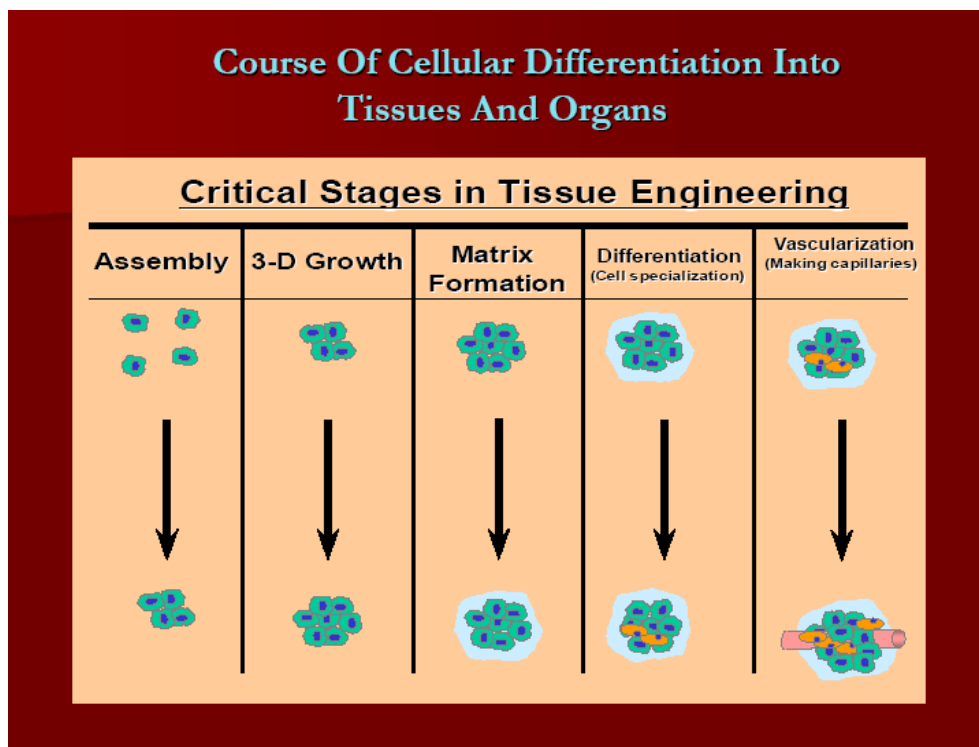 Course Of Cellular Differentiation Into
Tissues And Organs
Critical Stages in Tissue Engineering
Assembly
3-D Growth
Matrix
Formation
Differentiation
(Cell specialization)
Vascularization
(Making capillaries)